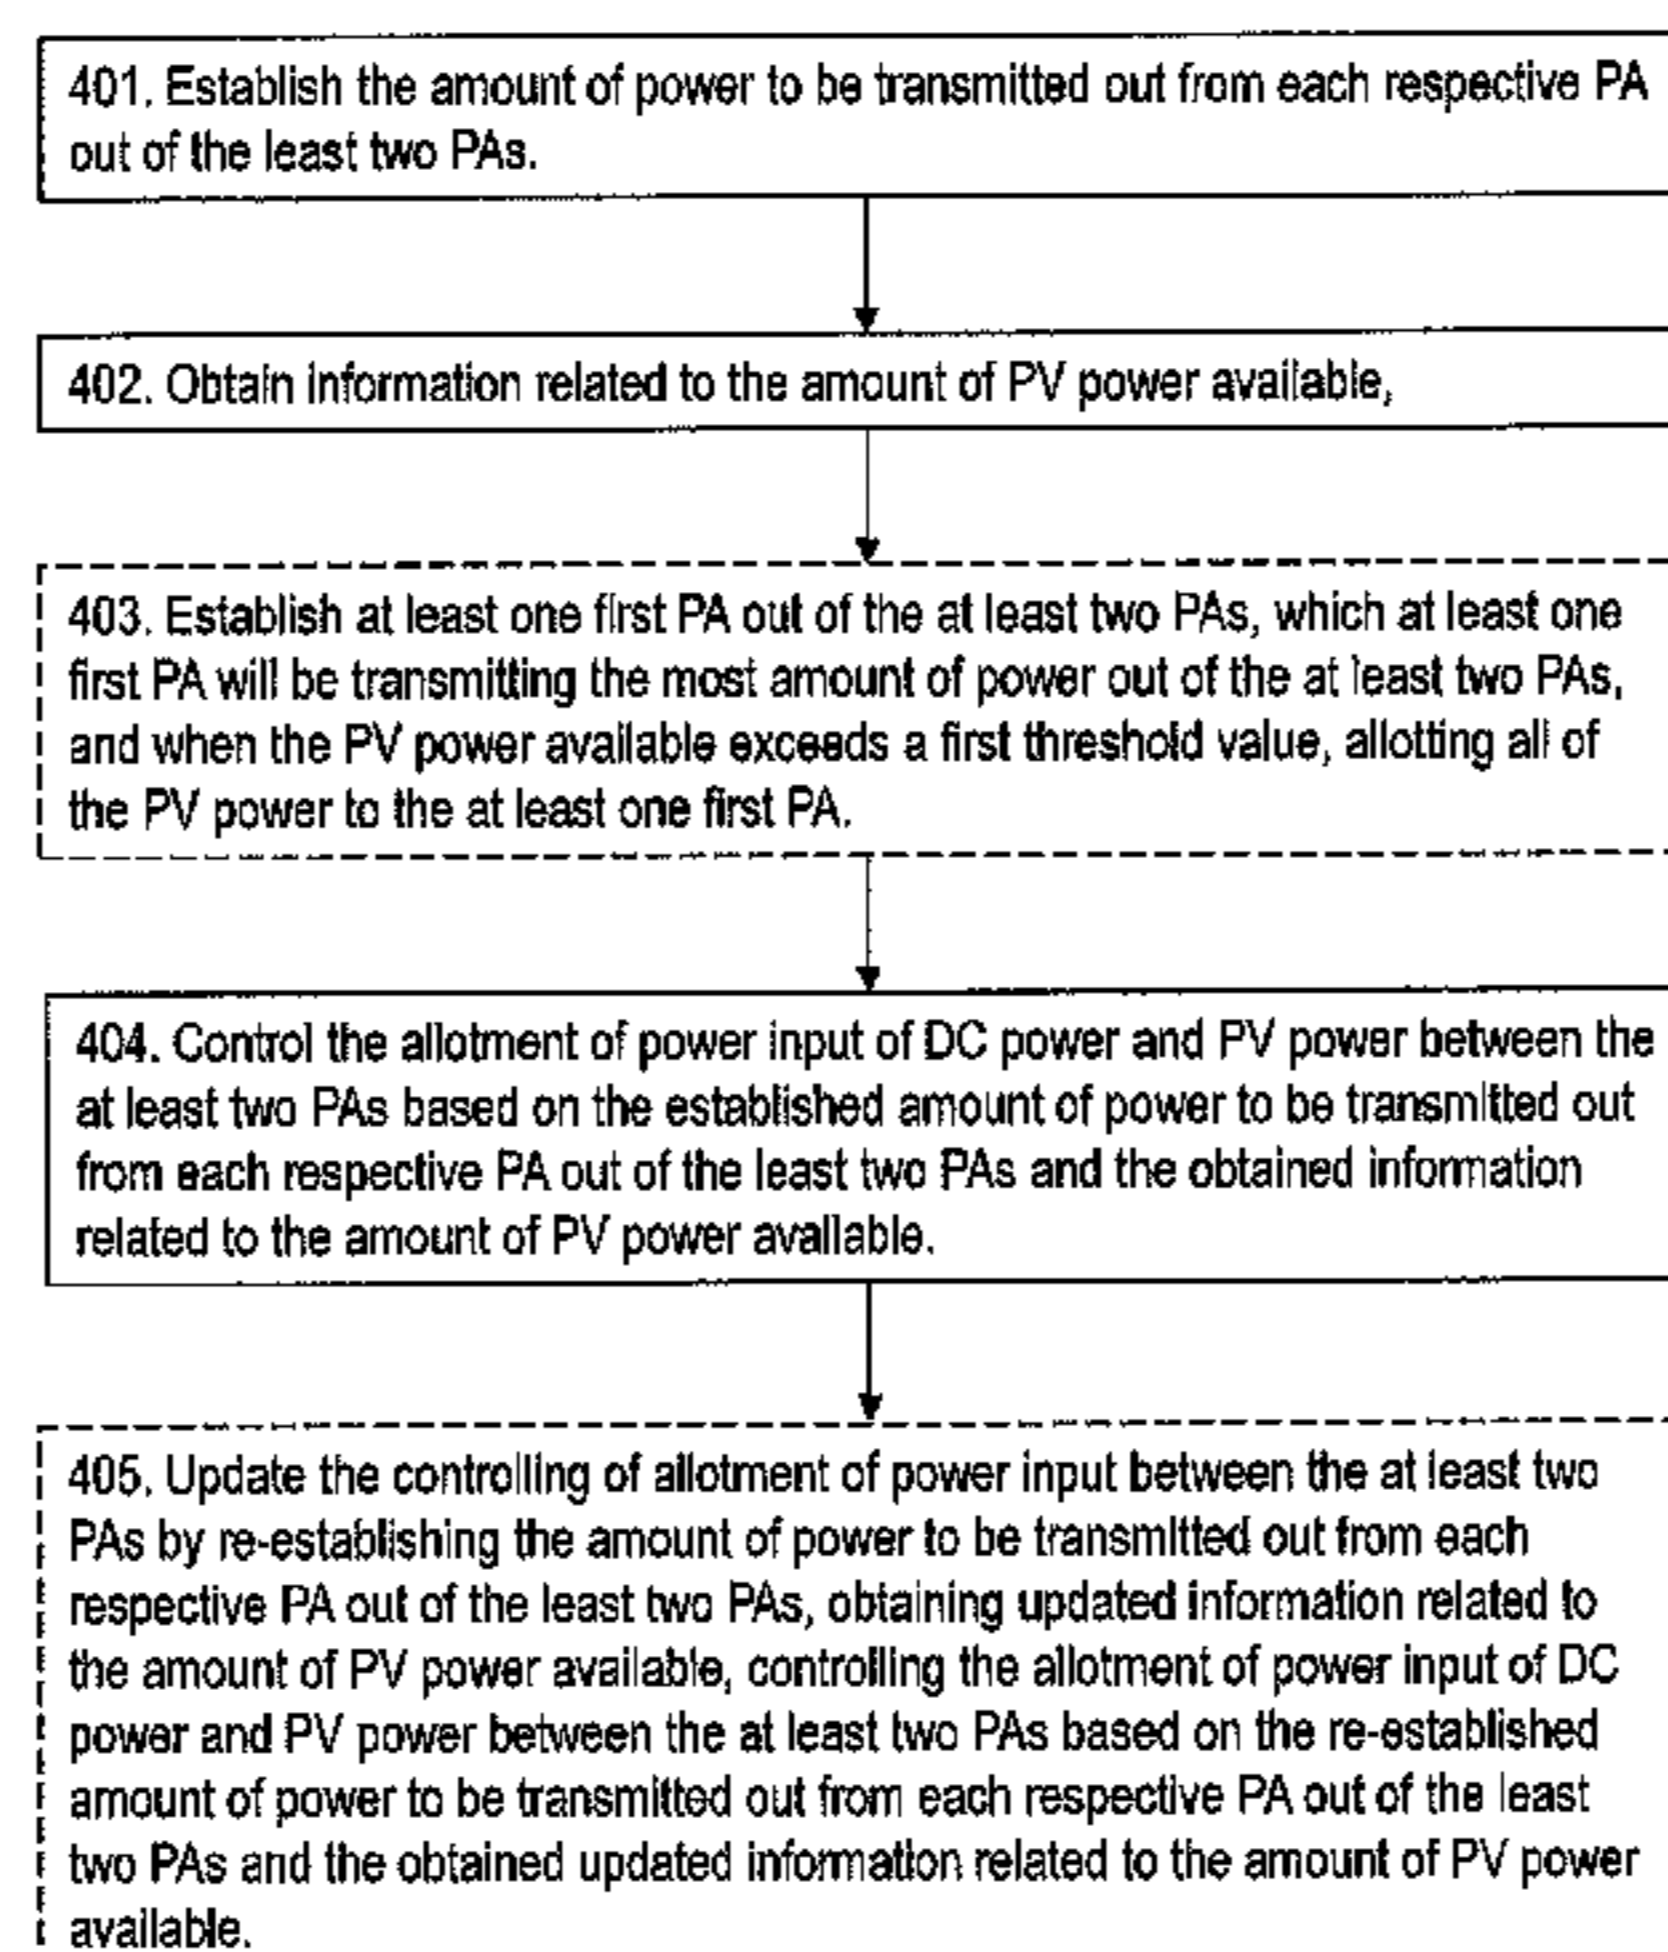 401. Establish the amount of power to be transmitted out from each respective PA
out of the least two PAs.
402. Obtain information related to the amount of PV power available,
403. Establish at least one first PA out of the at least two PAs, which at least one
first PA will be transmitting the most amount of power out of the at least two PAs,
and when the PV power available exceeds a first threshold value, allotting all of
the PV power to the at least one first PA.
404. Control the allotment of power input of DC power and PV power between the
at least two PAs based on the established amount of power to be transmitted out
from each respective PA out of the least two PAs and the obtained information
related to the amount of PV power available.
405. Update the controlling of allotment of power input between the at least two
PAs by re-establishing the amount of power to be transmitted out from each
respective PA out of the least two PAs, obtaining updated information related to
the amount of PV power available, controlling the allotment of power input of DC
power and PV power between the at least two PAs based on the re-established
amount of power to be transmitted out from each respective PA out of the least
two PAs and the obtained updated information related to the amount of PV power
available.